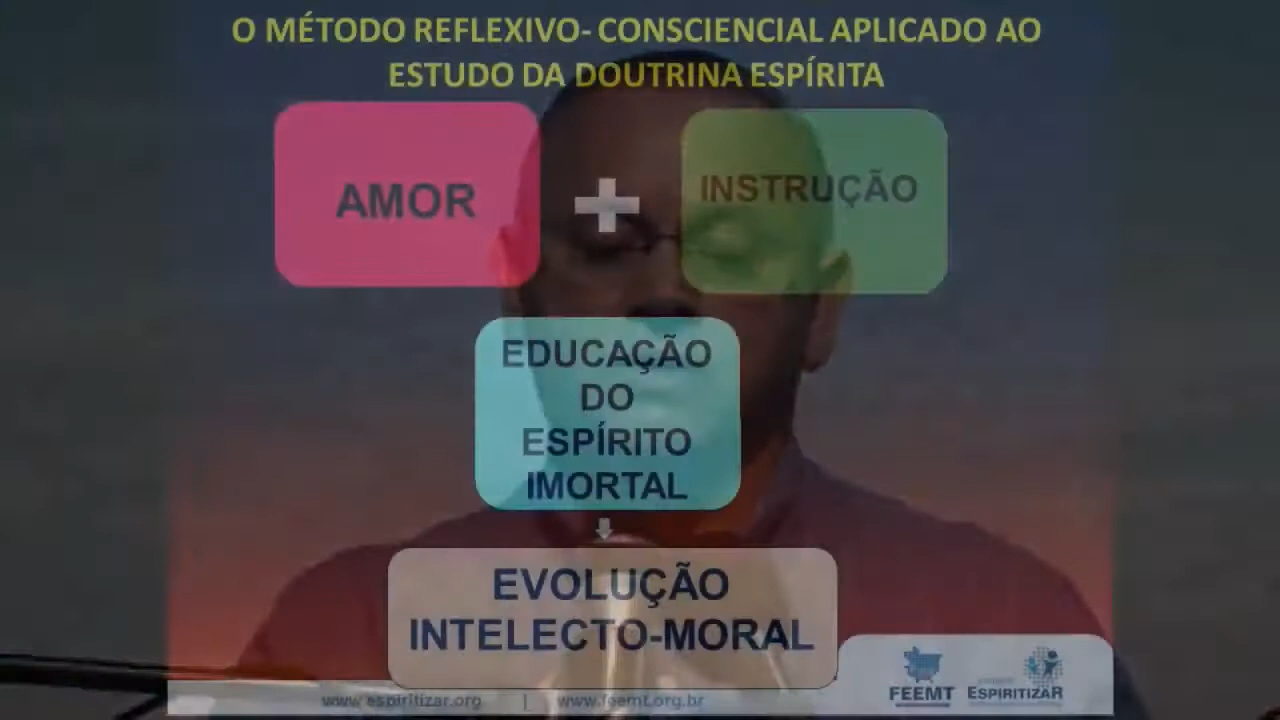 O MÉTODO REFLEXIVO- CONSCIENCIAL APLICADO AO
ESTUDO DA DOUTRINA ESPÍRITA
AMOR
INSTRUÇÃO
EDUCAÇÃO
DO
ESPÍRITO
IMORTAL
EVOLUÇÃO
INTELECTO-MORAL
www.espiritizar.org | www.feemt.org.br
FEEMT
ESPIRITIZAR